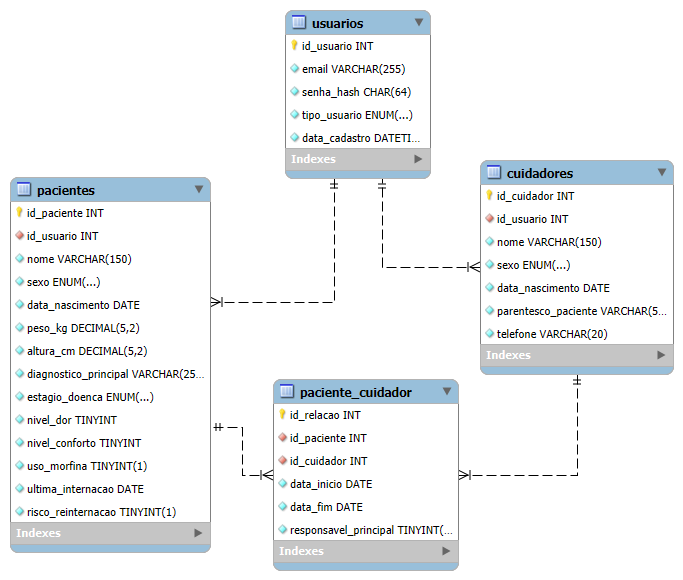 usuarios
id_usuario INT
email VARCHAR(255)
senha_hash CHAR(64)
tipo_usuario ENUM(...)
data_cadastro DATETI...
Indexes
pacientes
id_paciente INT
id_usuario INT
nome VARCHAR(150)
sexo ENUM(...)
data_nascimento DATE
peso_kg DECIMAL(5,2)
altura_cm DECIMAL(5,2)
diagnostico_principal VARCHAR(25...
estagio_doenca ENUM(...)
nivel_dor TINYINT
nivel_conforto TINYINT
uso_morfina TINYINT(1)
ultima_internacao DATE
risco_reinternacao TINYINT(1)
Indexes
cuidadores
id_cuidador INT
id_usuario INT
nome VARCHAR(150)
sexo ENUM(...)
data_nascimento DATE
parentesco_paciente VARCHAR(5...
telefone VARCHAR(20)
Indexes
paciente_cuidador
id_relacao INT
id_paciente INT
id_cuidador INT
data_inicio DATE
data_fim DATE
responsavel_principal TINYINT(...
Indexes